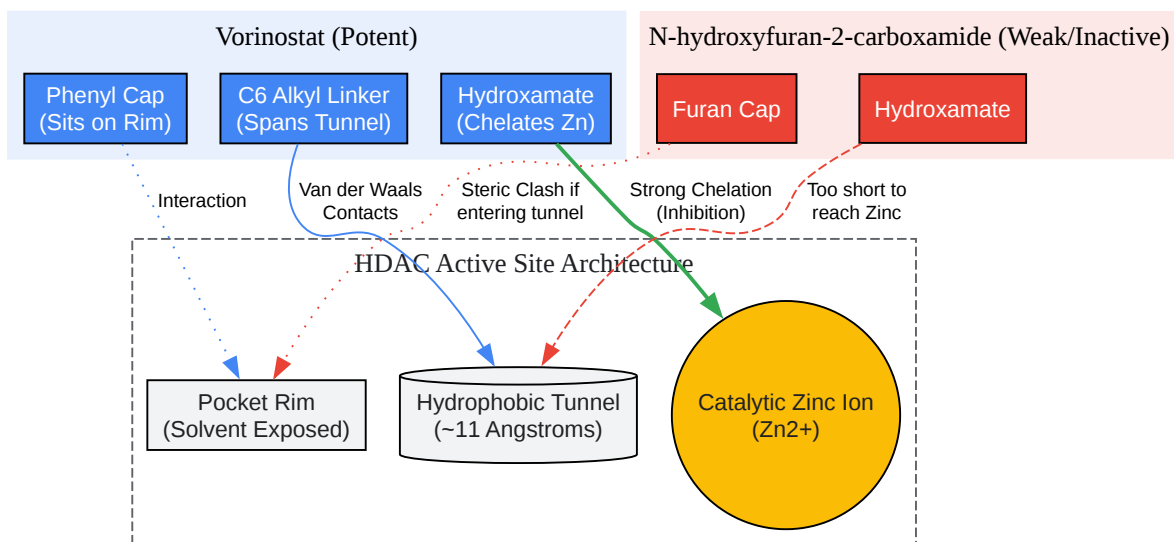 Vorinostat (Potent)
N-hydroxyfuran-2-carboxamide (Weak/Inactive)
Phenyl Cap
(Sits on Rim)
C6 Alkyl Linker
(Spans Tunnel)
Hydroxamate
(Chelates Zn)
Furan Cap
Hydroxamate
Interaction
Van der Waals
Contacts
Steric Clash if
entering tunnel
Strong Chelation
(Inhibition)
Too short to
reach Zinc
HDAC Active Site Architecture
Pocket Rim
(Solvent Exposed)
Hydrophobic Tunnel
(~11 Angstroms)
Catalytic Zinc Ion
(Zn2+)